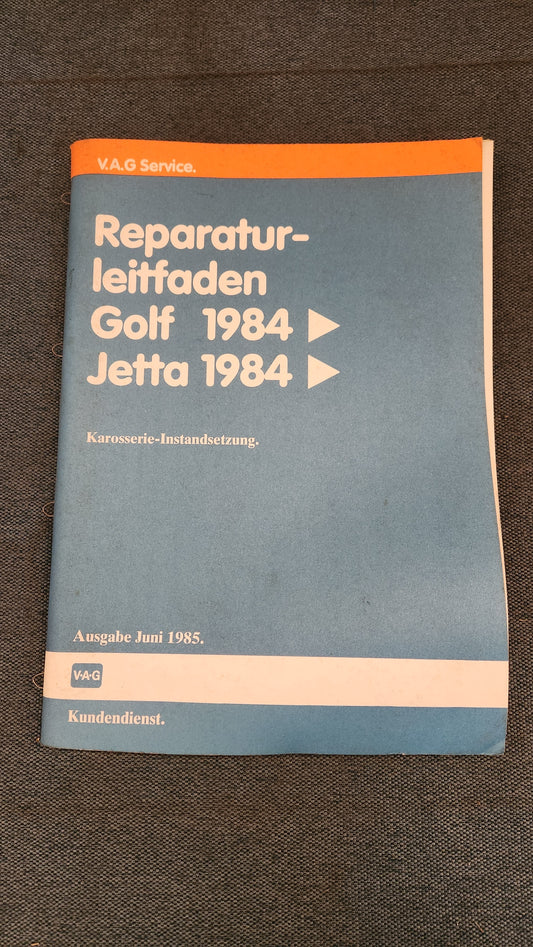 V.A.G Service.
Reparatur-
leitfaden
Golf 1984 ▶
Jetta 1984 ▶
Karosserie-Instandsetzung.
Ausgabe Juni 1985.
V·A·G
Kundendienst.